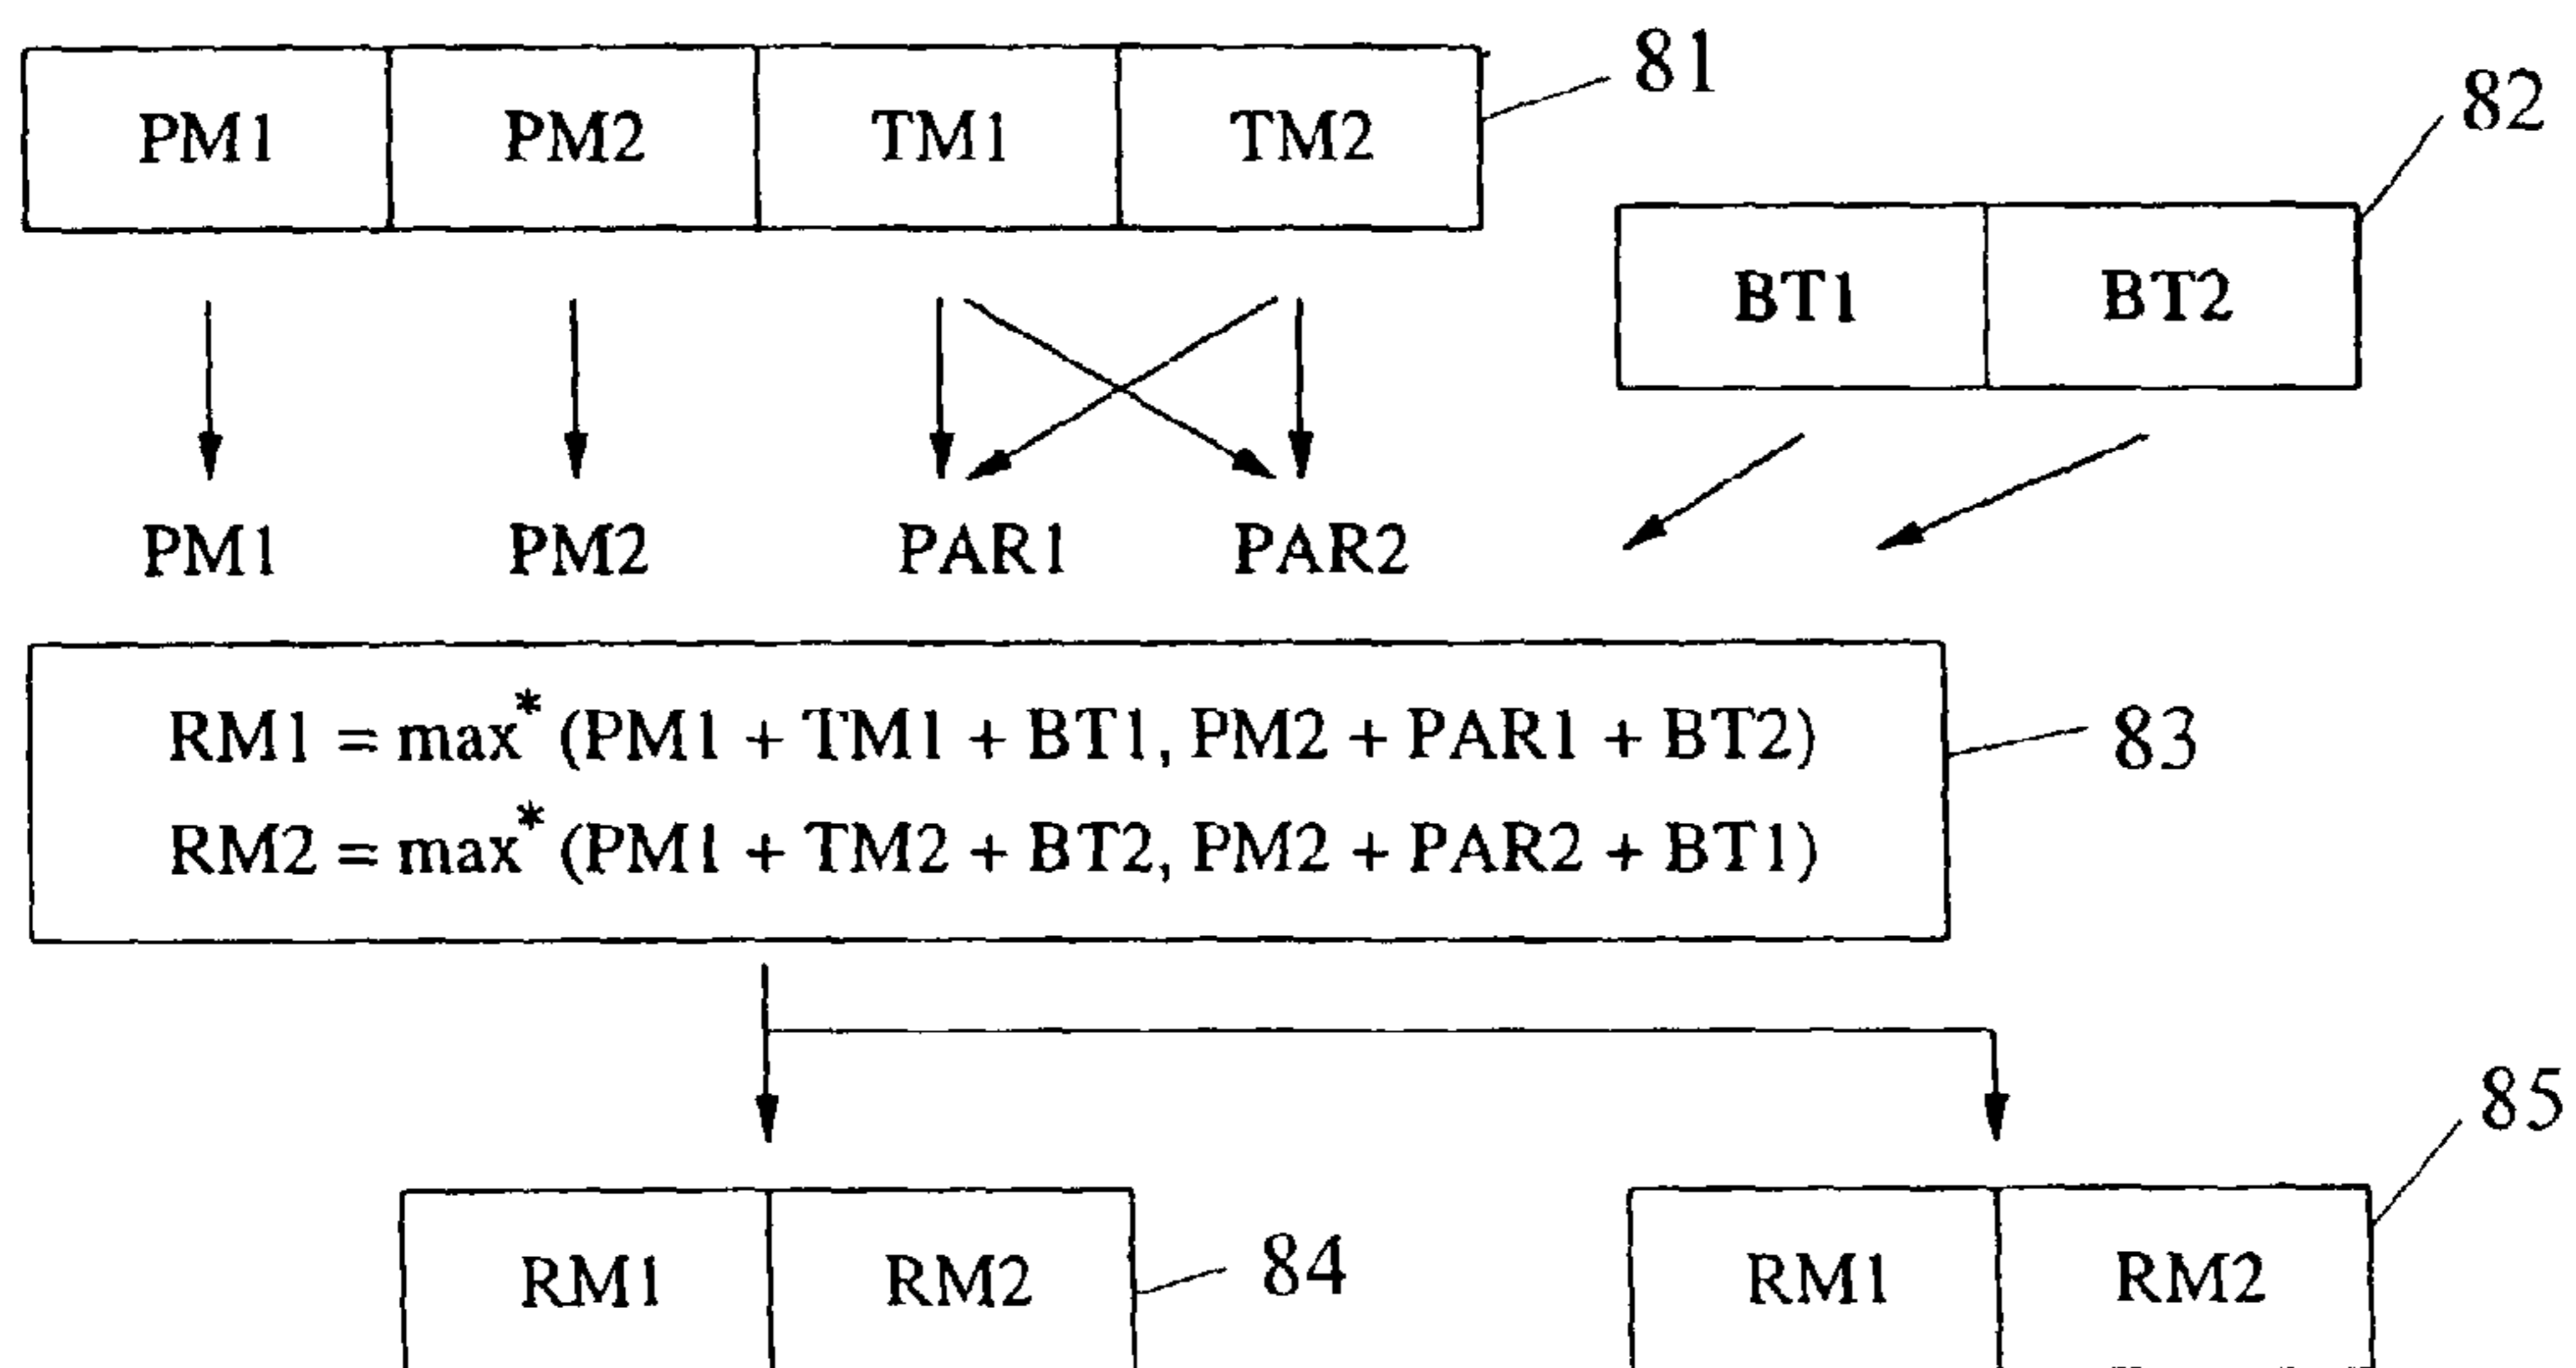 PM1 PM2 TM1 TM2 81
82
BT1 BT2
PM1 PM2 PAR1 PAR2
RM1 = max* (PM1 + TM1 + BT1, PM2 + PAR1 + BT2)
83
RM2 = max* (PM1 + TM2 + BT2, PM2 + PAR2 + BT1)
85
RM1 RM2 84 RM1 RM2